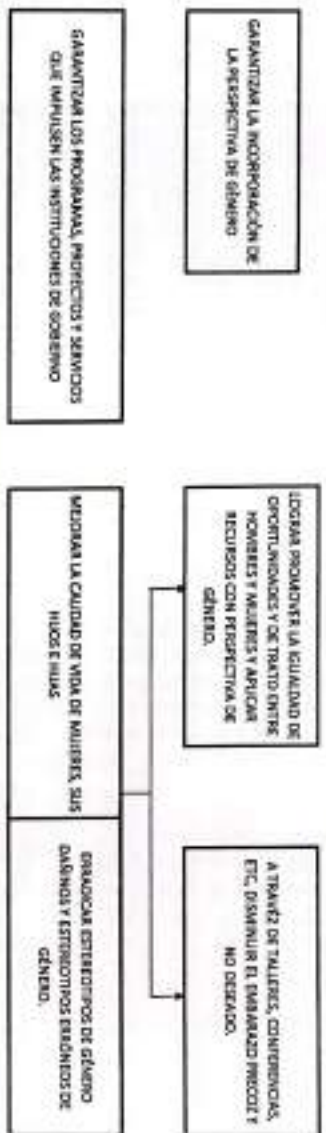 GARANTIZAR LA INCORPORACIÓN DE
LA PERSPECTIVA DE GÉNERO
LOGRAR PROMOVER LA IGUALDAD DE
OPORTUNIDADES Y DE TRATO ENTRE
HOMBRES Y MUJERES Y APLICAR
RECURSOS CON PERSPECTIVA DE
GÉNERO.
A TRAVÉZ DE TALLERES, CONFERENCIAS,
ETC, DISMINUIR EL EMBARAZO PRECOZ Y
NO DESEADO.
GARANTIZAR LOS PROGRAMAS, PROYECTOS Y SERVICIOS
QUE IMPULSEN LAS INSTITUCIONES DE GOBIERNO
MEJORAR LA CALIDAD DE VIDA DE MUJERES, SUS
HIJOS E HIJAS
ERRADICAR ESTEREOTIPOS DE GÉNERO
DAÑINOS Y ESTEREOTIPOS ERRÓNEOS DE
GÉNERO.